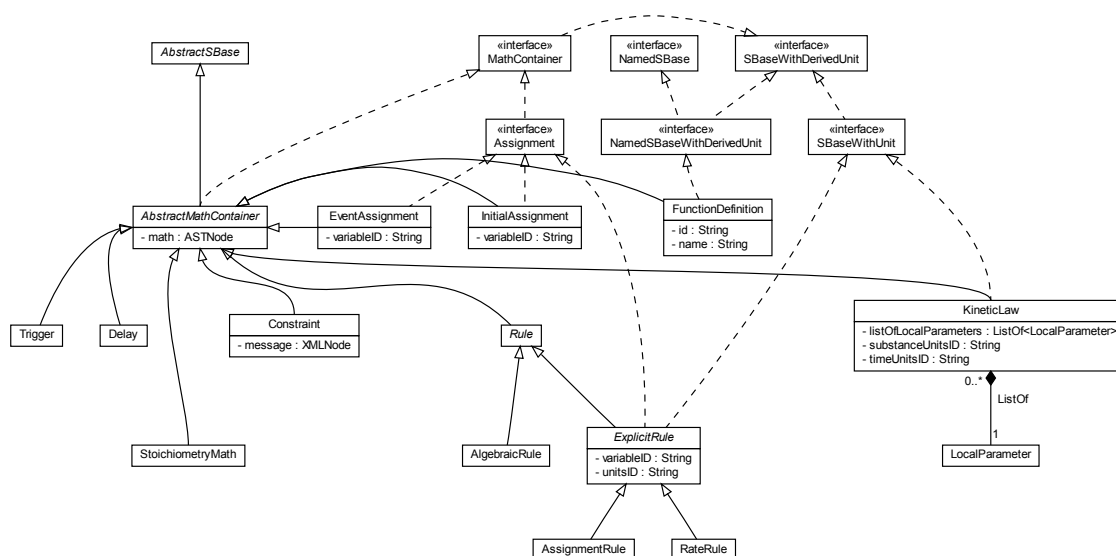 AbstractSBase
«interface»
MathContainer
«interface»
NamedSBase
«interface»
SBaseWithDerivedUnit
«interface»
Assignment
«interface»
NamedSBaseWithDerivedUnit
«interface»
SBaseWithUnit
AbstractMathContainer
- math : ASTNode
EventAssignment
- variableID : String
InitialAssignment
- variableID : String
FunctionDefinition
- id : String
- name : String
Trigger
Delay
Constraint
- message : XMLNode
Rule
KineticLaw
- listOfLocalParameters : ListOf<LocalParameter>
- substanceUnitsID : String
- timeUnitsID : String
0..*
ListOf
1
StoichiometryMath
AlgebraicRule
ExplicitRule
- variableID : String
- unitsID : String
LocalParameter
AssignmentRule
RateRule